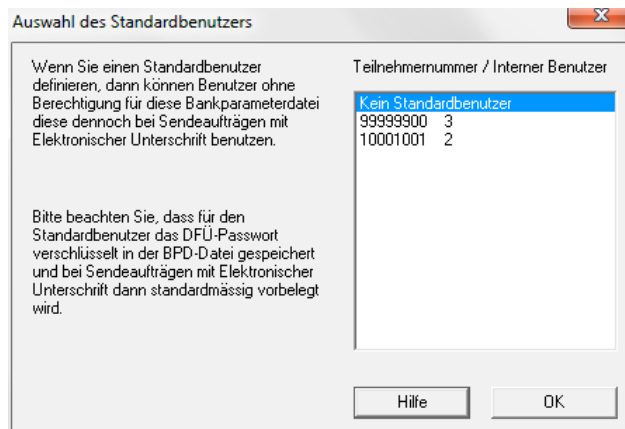 Auswahl des Standardbenutzers
Wenn Sie einen Standardbenutzer
definieren, dann können Benutzer ohne
Berechtigung für diese Bankparameterdatei
diese dennoch bei Sendeaufträgen mit
Elektronischer Unterschrift benutzen.
Bitte beachten Sie, dass für den
Standardbenutzer das DFÜ-Passwort
verschlüsselt in der BPD-Datei gespeichert
und bei Sendeaufträgen mit Elektronischer
Unterschrift dann standardmässig vorbelegt
wird.
Teilnehmernummer / Interner Benutzer
Kein Standardbenutzer
99999900 3
10001001 2
Hilfe
OK